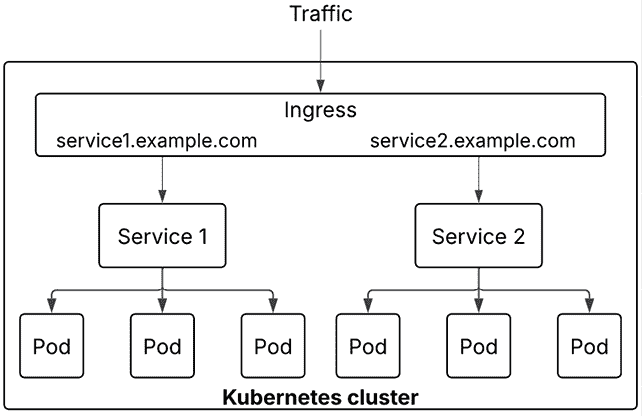 Traffic
Ingress
service1.example.com service2.example.com
Service 1 Service 2
Pod Pod Pod Pod Pod Pod
Kubernetes cluster